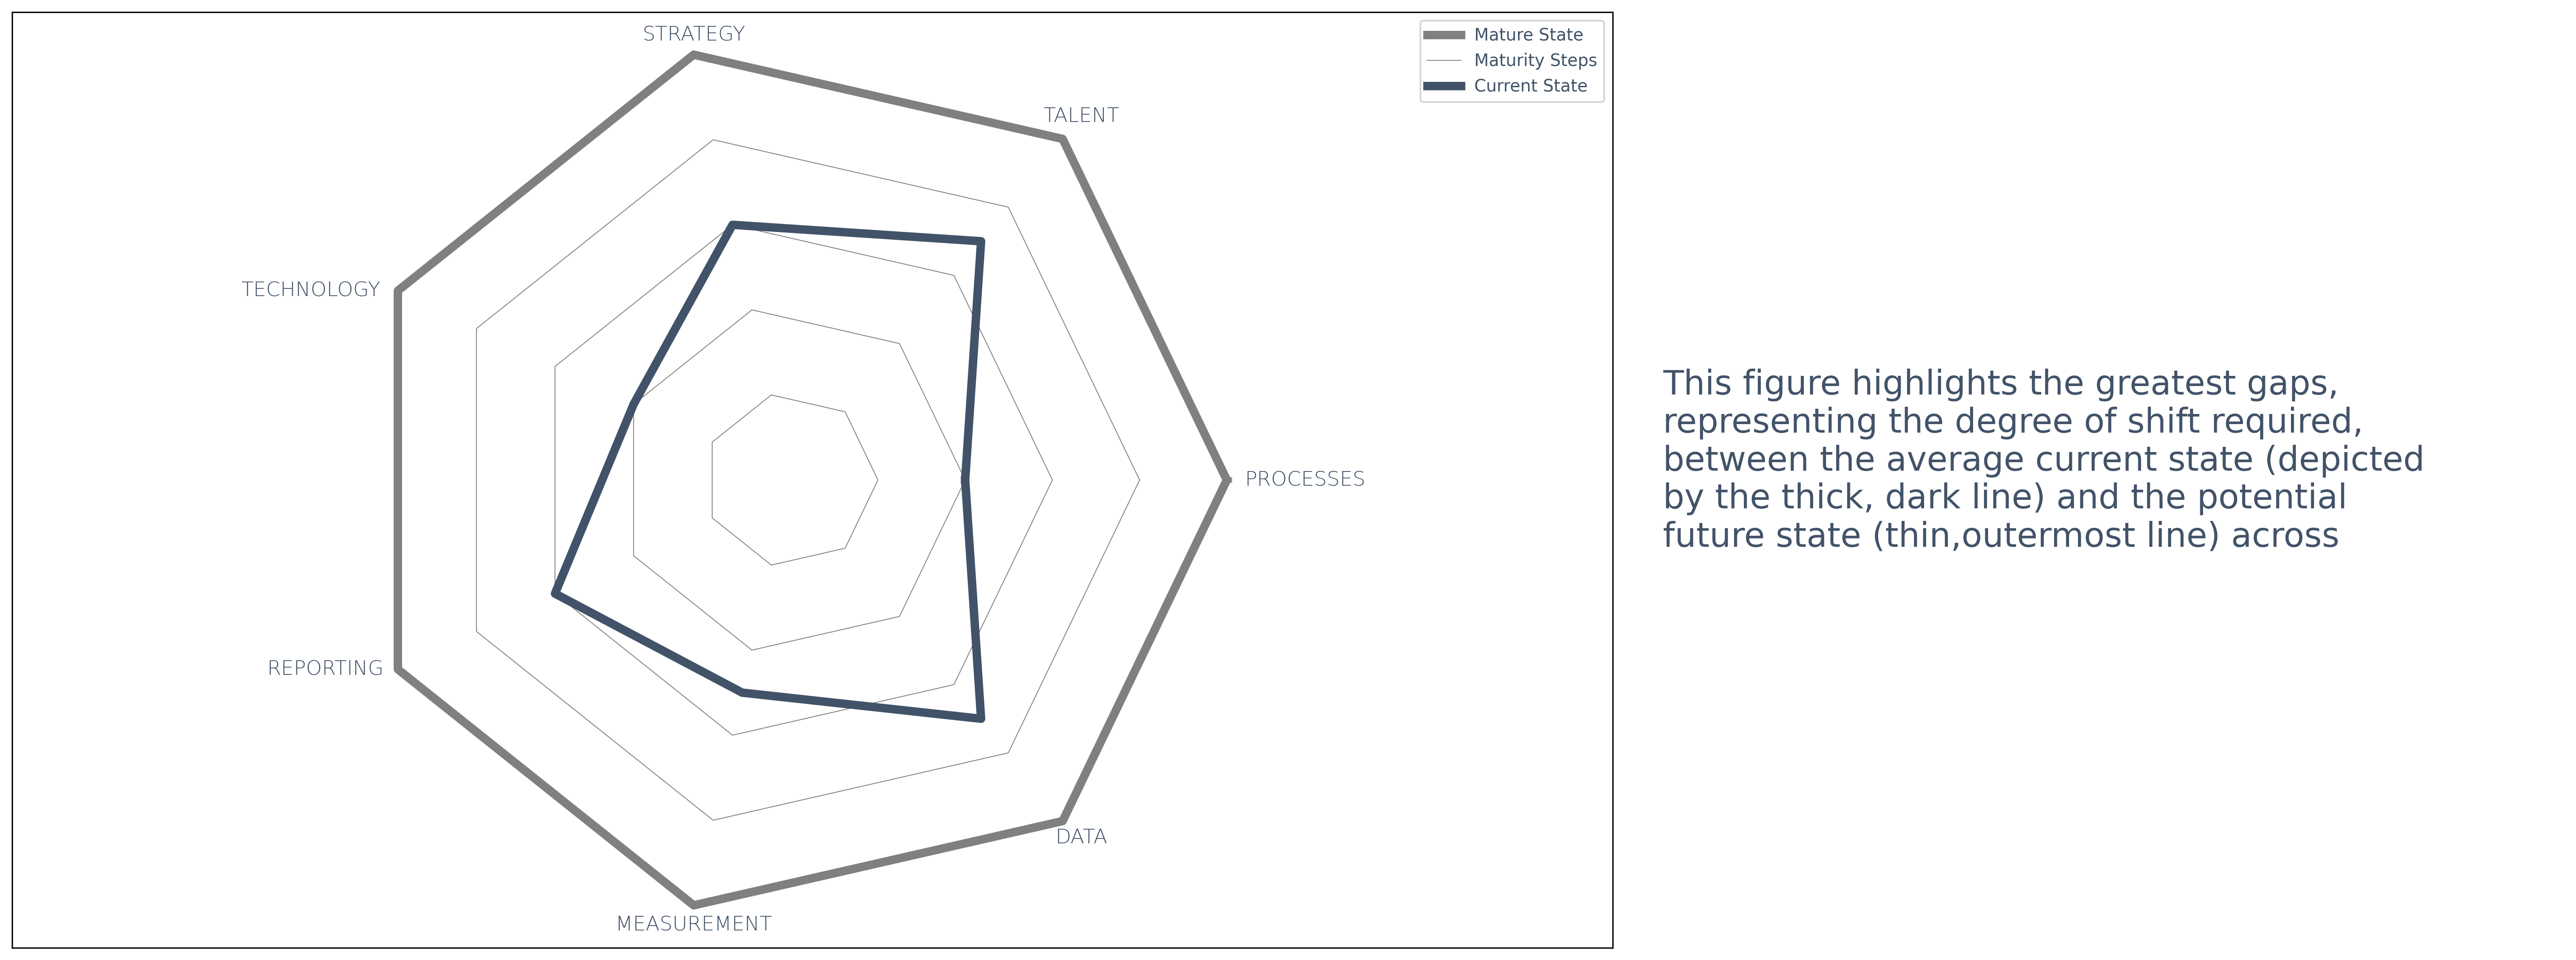 STRATEGY
Mature State
Maturity Steps
Current State
TALENT
TECHNOLOGY
PROCESSES
REPORTING
DATA
MEASUREMENT
This figure highlights the greatest gaps,
representing the degree of shift required,
between the average current state (depicted
by the thick, dark line) and the potential
future state (thin,outermost line) across